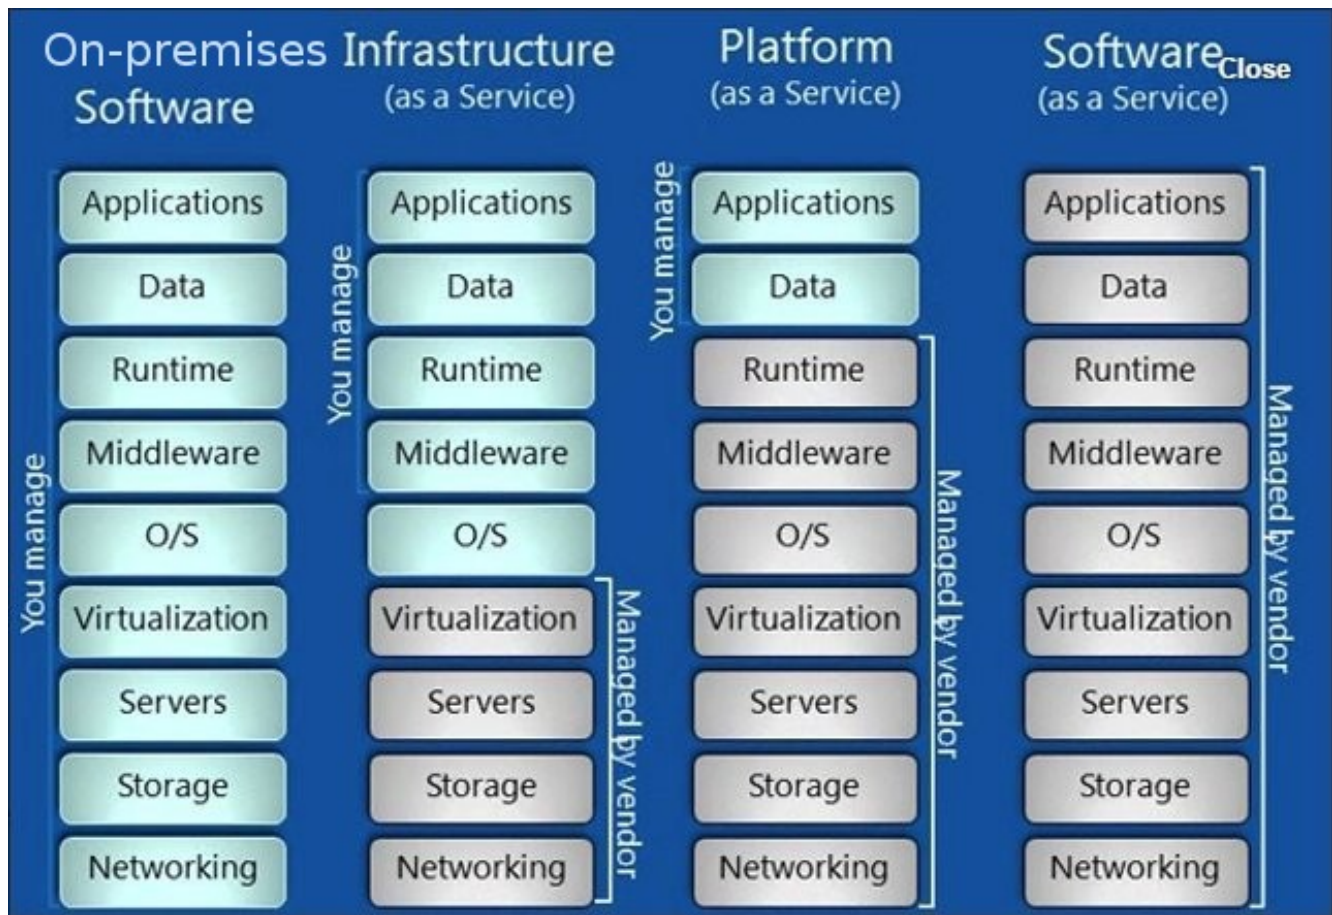 On-premises
Software
You manage
Applications
Data
Runtime
Middleware
O/S
Virtualization
Servers
Storage
Networking
Infrastructure
(as a Service)
You manage
Applications
Data
Runtime
Middleware
O/S
Virtualization
Servers
Storage
Networking
Managed by vendor
Platform
(as a Service)
You manage
Applications
Data
Runtime
Middleware
O/S
Virtualization
Servers
Storage
Networking
Managed by vendor
Software
(as a Service)
Close
Applications
Data
Runtime
Middleware
O/S
Virtualization
Servers
Storage
Networking
Managed by vendor